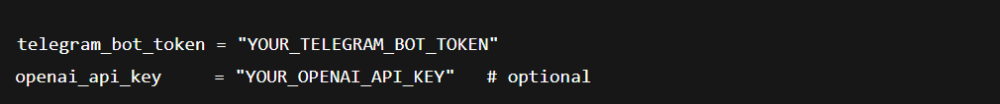 telegram_bot_token = "YOUR_TELEGRAM_BOT_TOKEN"
openai_api_key     = "YOUR_OPENAI_API_KEY"   # optional